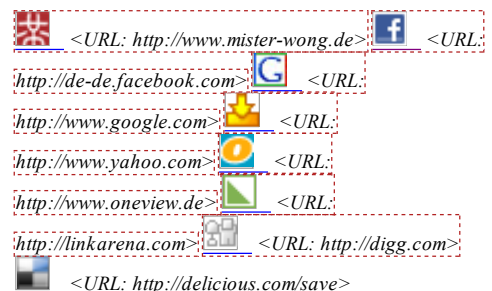 <URL: http://www.mister-wong.de> f <URL:
http://de-de.facebook.com> G <URL:
http://www.google.com> <URL:
http://www.yahoo.com> O <URL:
http://www.oneview.de> <URL:
http://linkarena.com> <URL: http://digg.com>
<URL: http://delicious.com/save>